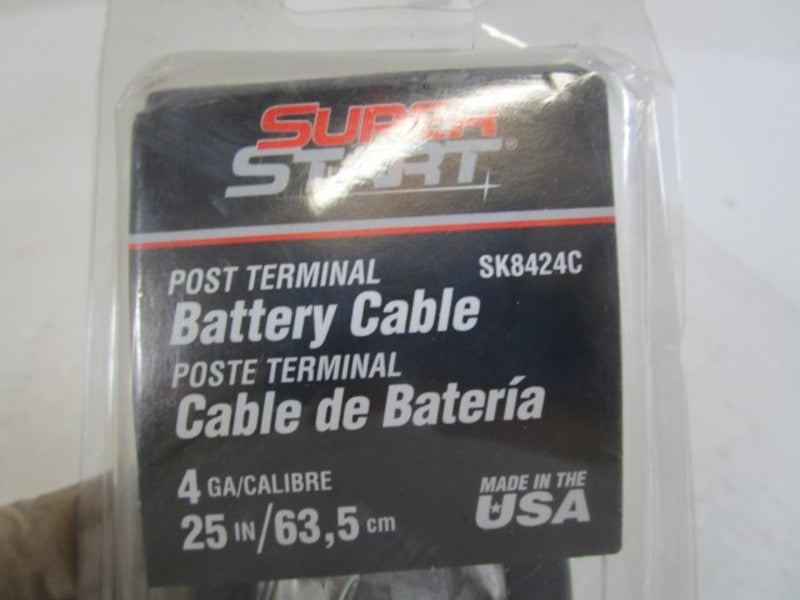 SUPER
START®
POST TERMINAL SK8424C
Battery Cable
POSTE TERMINAL
Cable de Batería
4 GA/CALIBRE
25 IN/63,5 cm
MADE IN THE
USA